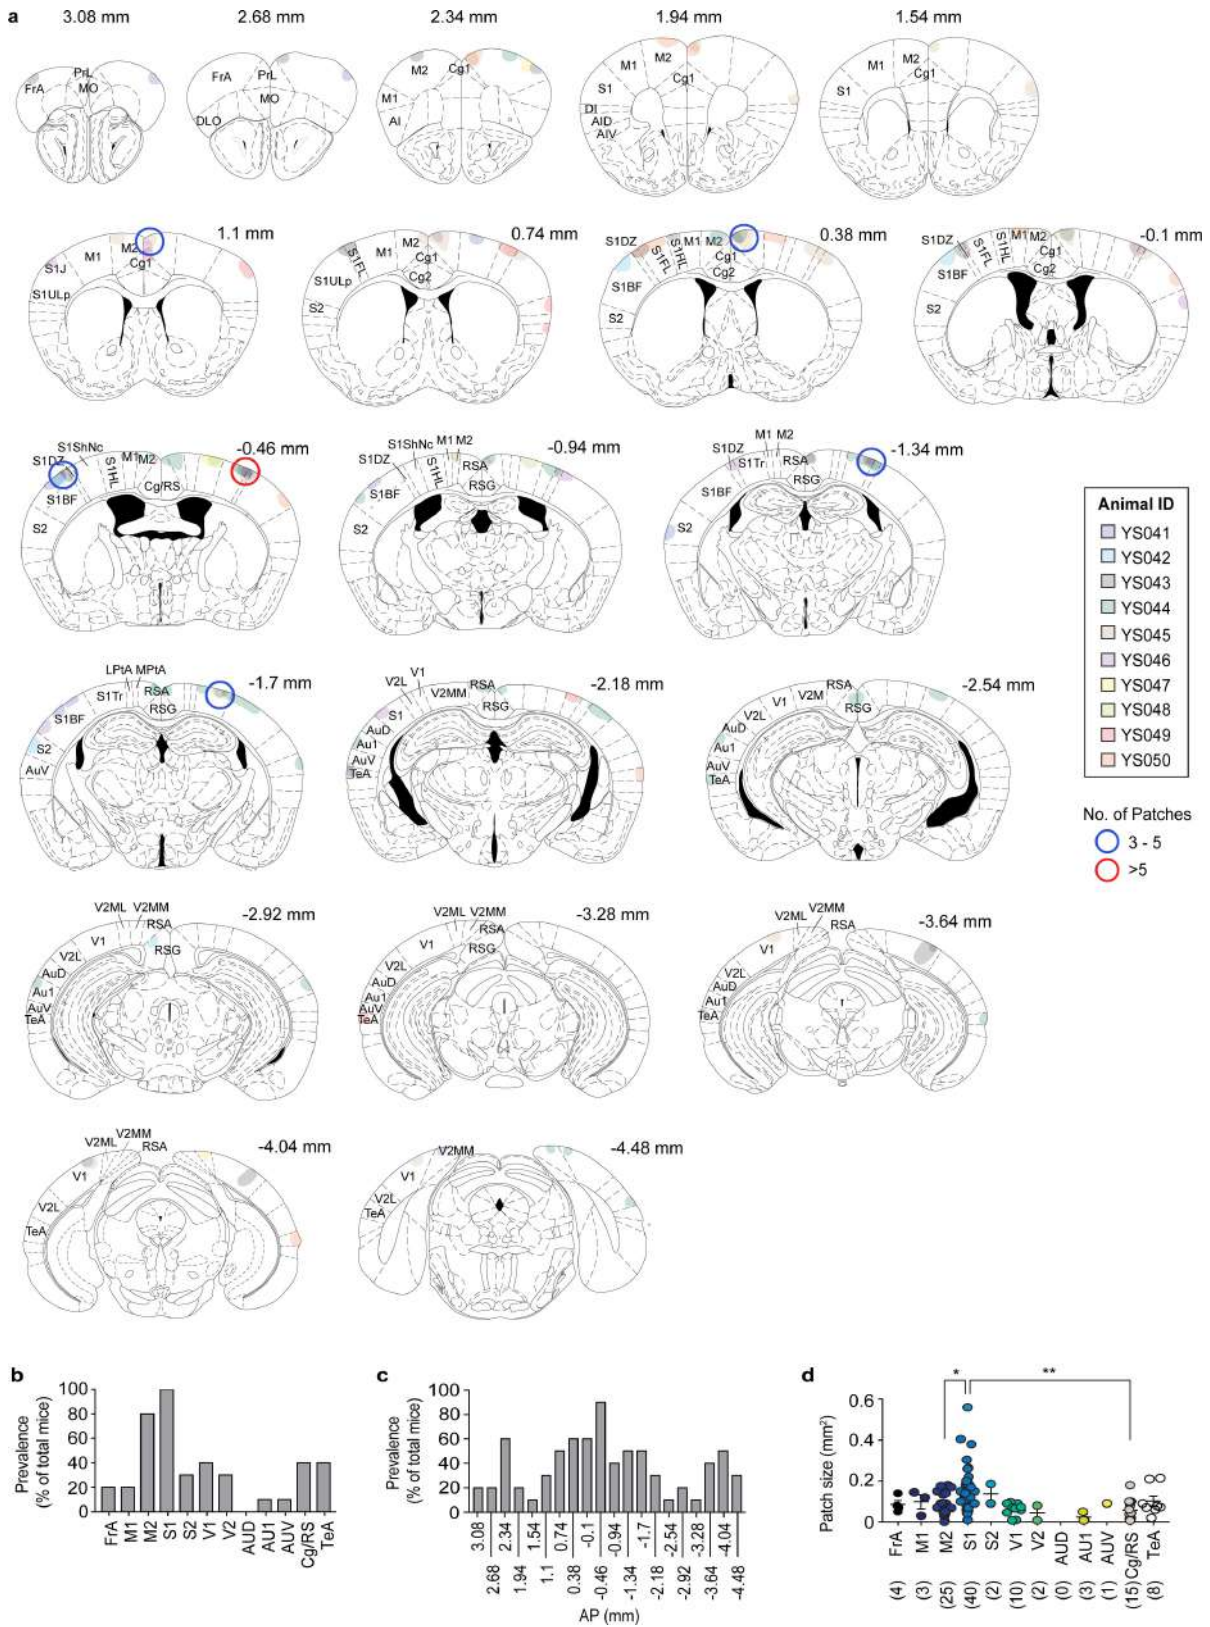 a
3.08 mm
2.68 mm
2.34 mm
1.94 mm
1.54 mm
PrL
FrA
MO
FrA
PrL
MO
DLO
M2
Cg1
M1
AI
M1
M2
Cg1
S1
DI
AID
AIV
M1
M2
Cg1
S1
1.1 mm
M2
M1
Cg1
S1J
S1ULp
0.74 mm
M2
M1
Cg1
S1FL
Cg2
S1ULp
S2
0.38 mm
S1DZ
M1 M2
S1HL
S1FL
Cg1
Cg2
S1BF
S2
-0.1 mm
S1DZ
M1 M2
S1HL
S1FL
Cg1
Cg2
S1BF
S2
-0.46 mm
S1ShNc
S1DZ
M1 M2
S1HL
Cg/RS
S1BF
S2
-0.94 mm
S1ShNc
M1 M2
S1DZ
S1HL
RSA
RSG
S1BF
S2
-1.34 mm
M1 M2
S1DZ
S1Tr
RSA
RSG
S1BF
S2
Animal ID
YS041
YS042
YS043
YS044
YS045
YS046
YS047
YS048
YS049
YS050
No. of Patches
3 - 5
>5
-1.7 mm
LPtA MPtA
S1Tr
RSA
RSG
S1BF
S2
AuV
-2.18 mm
V1
V2L
V2MM
RSA
RSG
S1
AuD
Au1
AuV
TeA
-2.54 mm
RSA
V2M
V1
RSG
V2L
AuD
Au1
AuV
TeA
-2.92 mm
V2ML V2MM
RSA
V1
RSG
V2L
AuD
Au1
AuV
TeA
-3.28 mm
V2ML V2MM
RSA
V1
RSG
V2L
AuD
Au1
AuV
TeA
-3.64 mm
V2MM
V2ML
RSA
V1
V2L
AuD
Au1
TeA
-4.04 mm
V2MM
V2ML
RSA
V1
V2L
TeA
-4.48 mm
V2MM
V1
V2L
TeA
b
Prevalence
(% of total mice)
100
80
60
40
20
0
FrA M1 M2 S1 S2 V1 V2 AUD AU1 AUV Cg/RS TeA
c
Prevalence
(% of total mice)
100
80
60
40
20
0
3.08 2.34 1.54 0.74 -0.1 -0.94 -1.7 -2.54 -3.28 -4.04
2.68 1.94 1.1 0.38 -0.46 -1.34 -2.18 -2.92 -3.64 -4.48
AP (mm)
d
* **
Patch size (mm²)
0.6
0.4
0.2
0
FrA M1 M2 S1 S2 V1 V2 AUD AU1 AUV Cg/RS TeA
(4) (3) (25) (40) (2) (10) (2) (0) (3) (1) (15) (8)